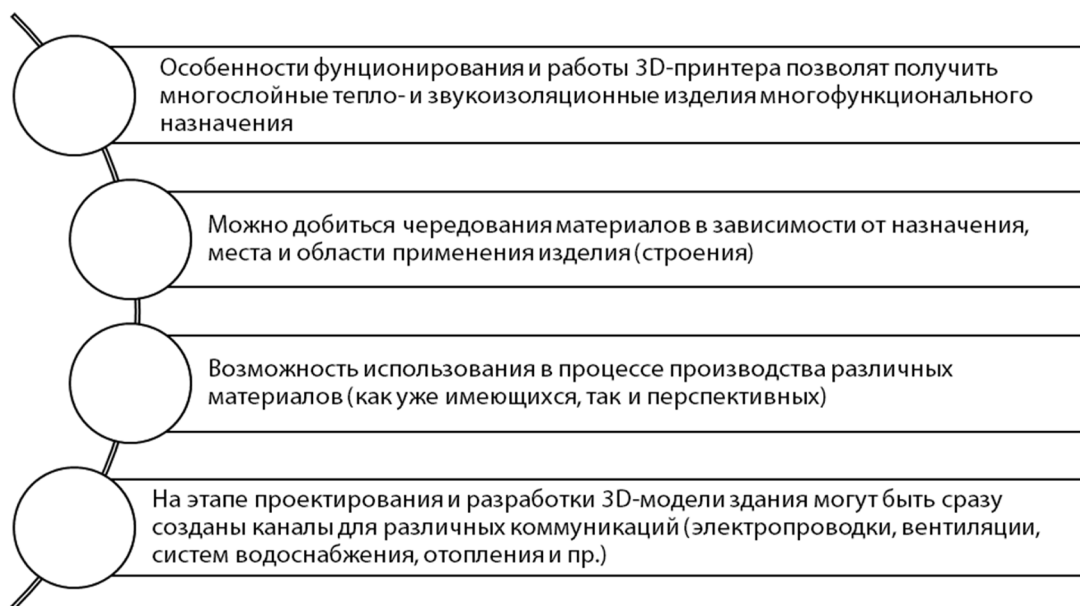 Особенности фунционирования и работы 3D-принтера позволят получить
многослойные тепло- и звукоизоляционные изделия многофункционального
назначения
Можно добиться чередования материалов в зависимости от назначения,
места и области применения изделия (строения)
Возможность использования в процессе производства различных
материалов (как уже имеющихся, так и перспективных)
На этапе проектирования и разработки 3D-модели здания могут быть сразу
созданы каналы для различных коммуникаций (электропроводки, вентиляции,
систем водоснабжения, отопления и пр.)